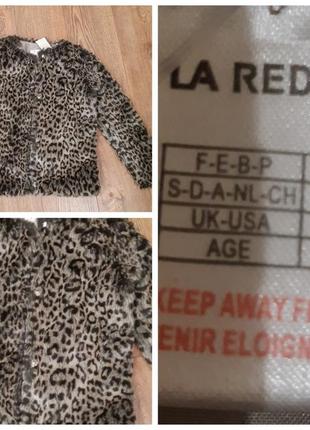 LA RED
F-E-B-P
S-D-A-NL-CH
UK-USA
AGE
KEEP AWAY F
ENIR ELOIGN